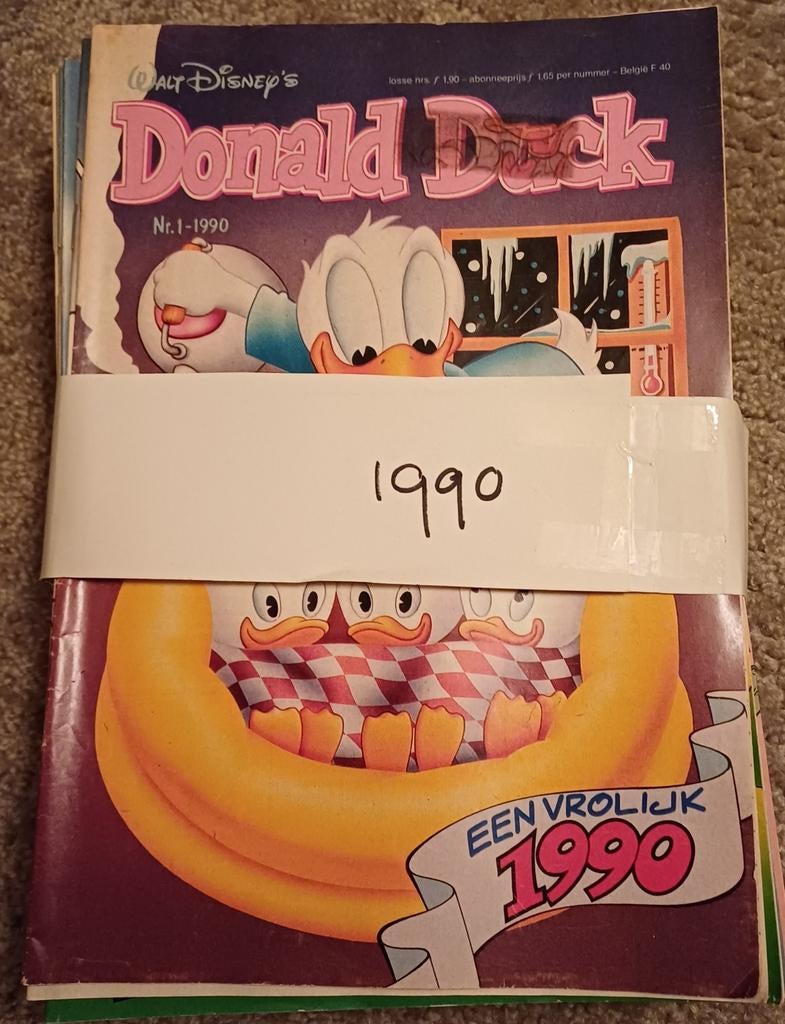 WALT DISNEY'S
losse nrs. ƒ 1,90 – abonneeprijs ƒ 1,65 per nummer – België F 40
Donald Duck
Nr.1-1990
1990
EEN VROLIJK
1990